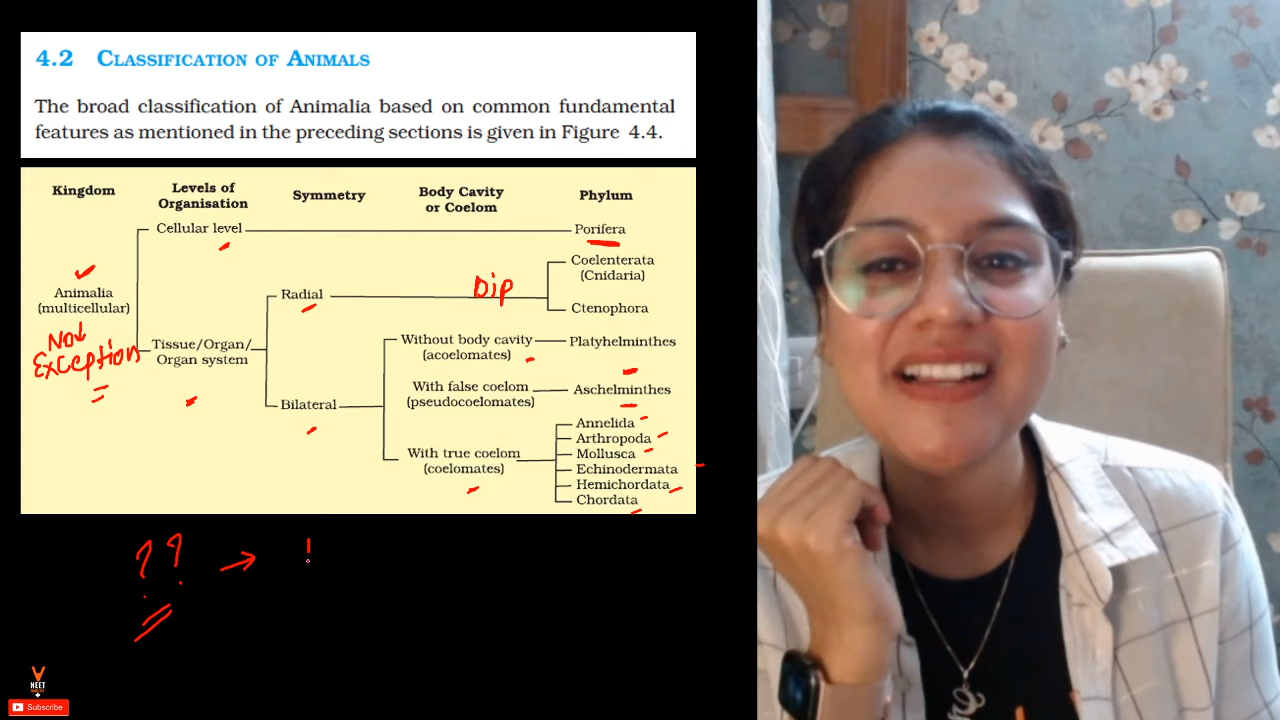 4.2 Classification of Animals
The broad classification of Animalia based on common fundamental
features as mentioned in the preceding sections is given in Figure 4.4.
Kingdom
Levels of
Organisation
Symmetry
Body Cavity
or Coelom
Phylum
Cellular level
Porifera
Coelenterata
(Cnidaria)
Dip
Radial
Ctenophora
Animalia
(multicellular)
Not
Exception
Tissue/Organ/
Organ system
Without body cavity
(acoelomates)
Platyhelminthes
With false coelom
(pseudocoelomates)
Aschelminthes
Bilateral
With true coelom
(coelomates)
Annelida
Arthropoda
Mollusca
Echinodermata
Hemichordata
Chordata
?? → !
NEET
Subscribe